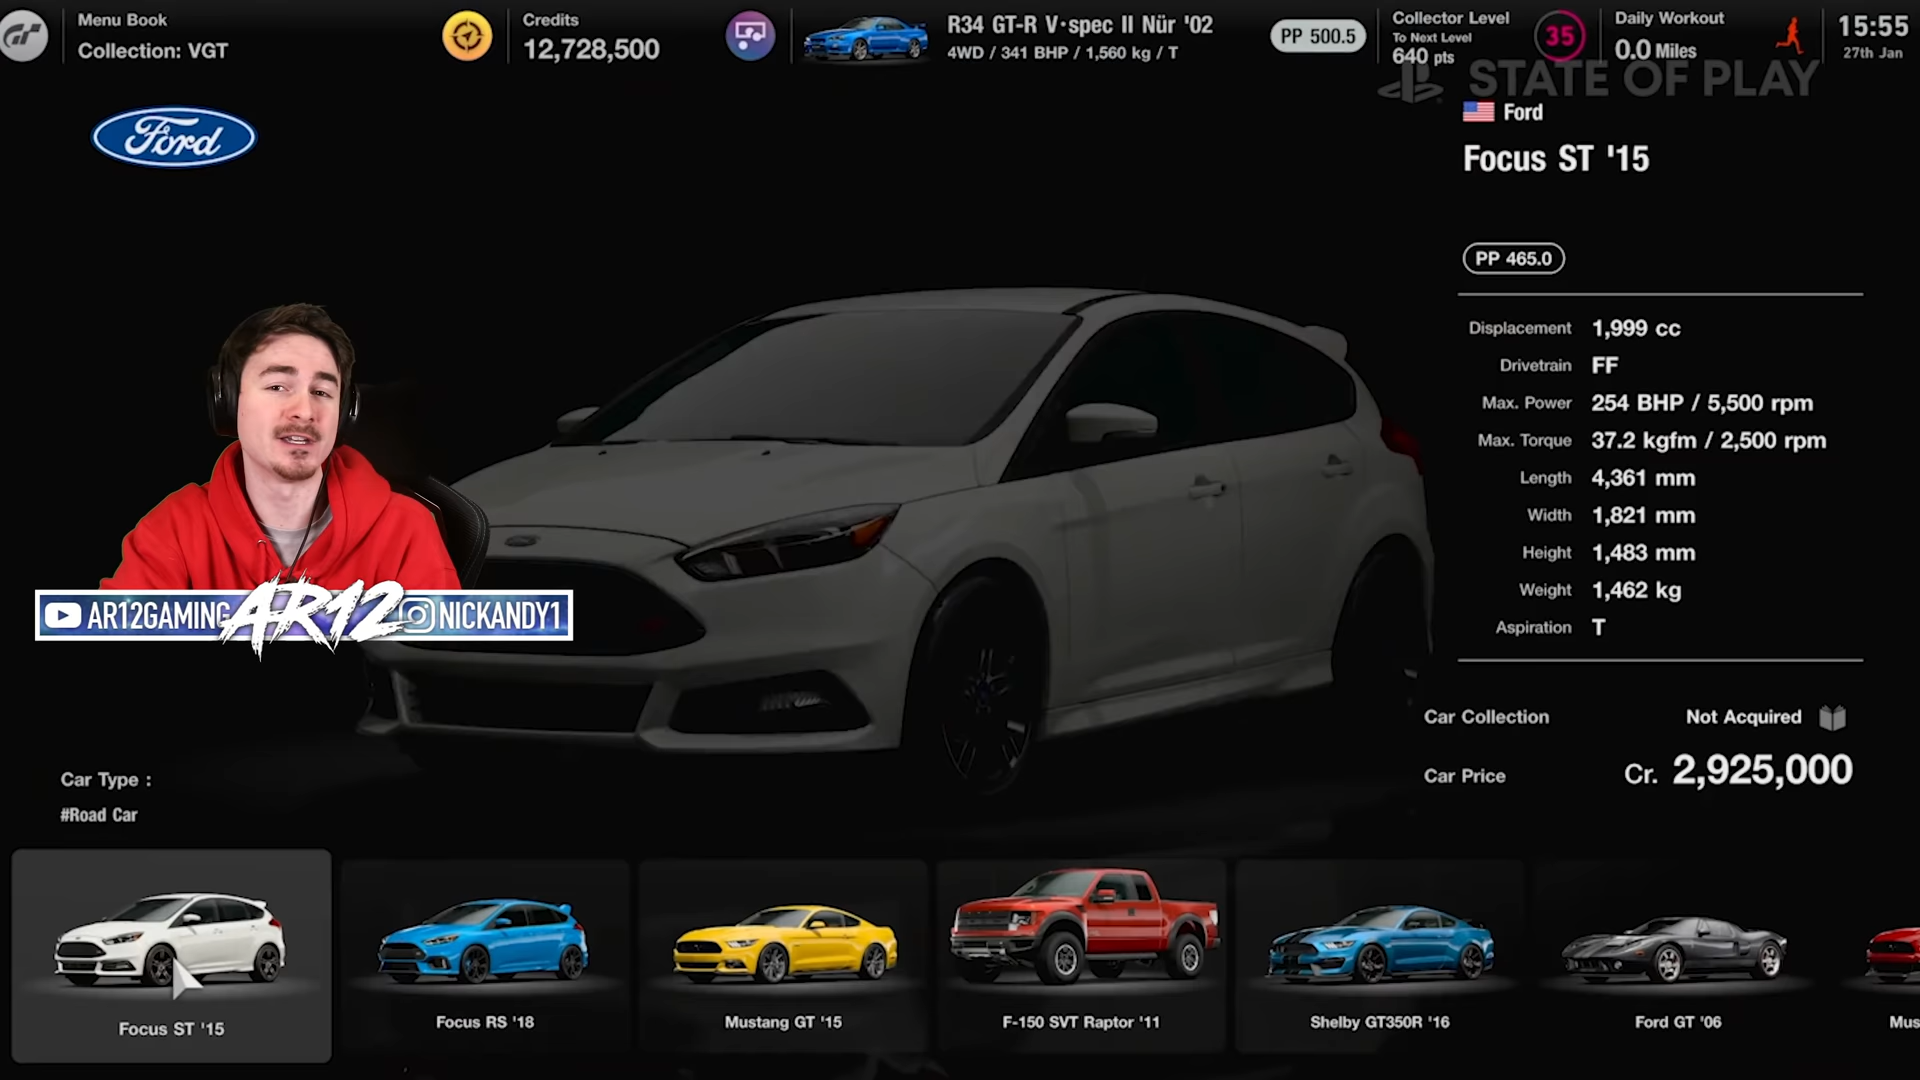 Menu Book
Collection: VGT
Credits
12,728,500
R34 GT-R V·spec II Nür '02
4WD / 341 BHP / 1,560 kg / T
PP 500.5
Collector Level
To Next Level
640 pts
35
Daily Workout
0.0 Miles
15:55
27th Jan
STATE OF PLAY
Ford
Ford
Focus ST '15
PP 465.0
Displacement 1,999 cc
Drivetrain FF
Max. Power 254 BHP / 5,500 rpm
Max. Torque 37.2 kgfm / 2,500 rpm
Length 4,361 mm
Width 1,821 mm
Height 1,483 mm
Weight 1,462 kg
Aspiration T
AR12GAMING AR12 NICKANDY1
Car Collection Not Acquired
Car Price Cr. 2,925,000
Car Type :
#Road Car
Focus ST '15
Focus RS '18
Mustang GT '15
F-150 SVT Raptor '11
Shelby GT350R '16
Ford GT '06
Mus